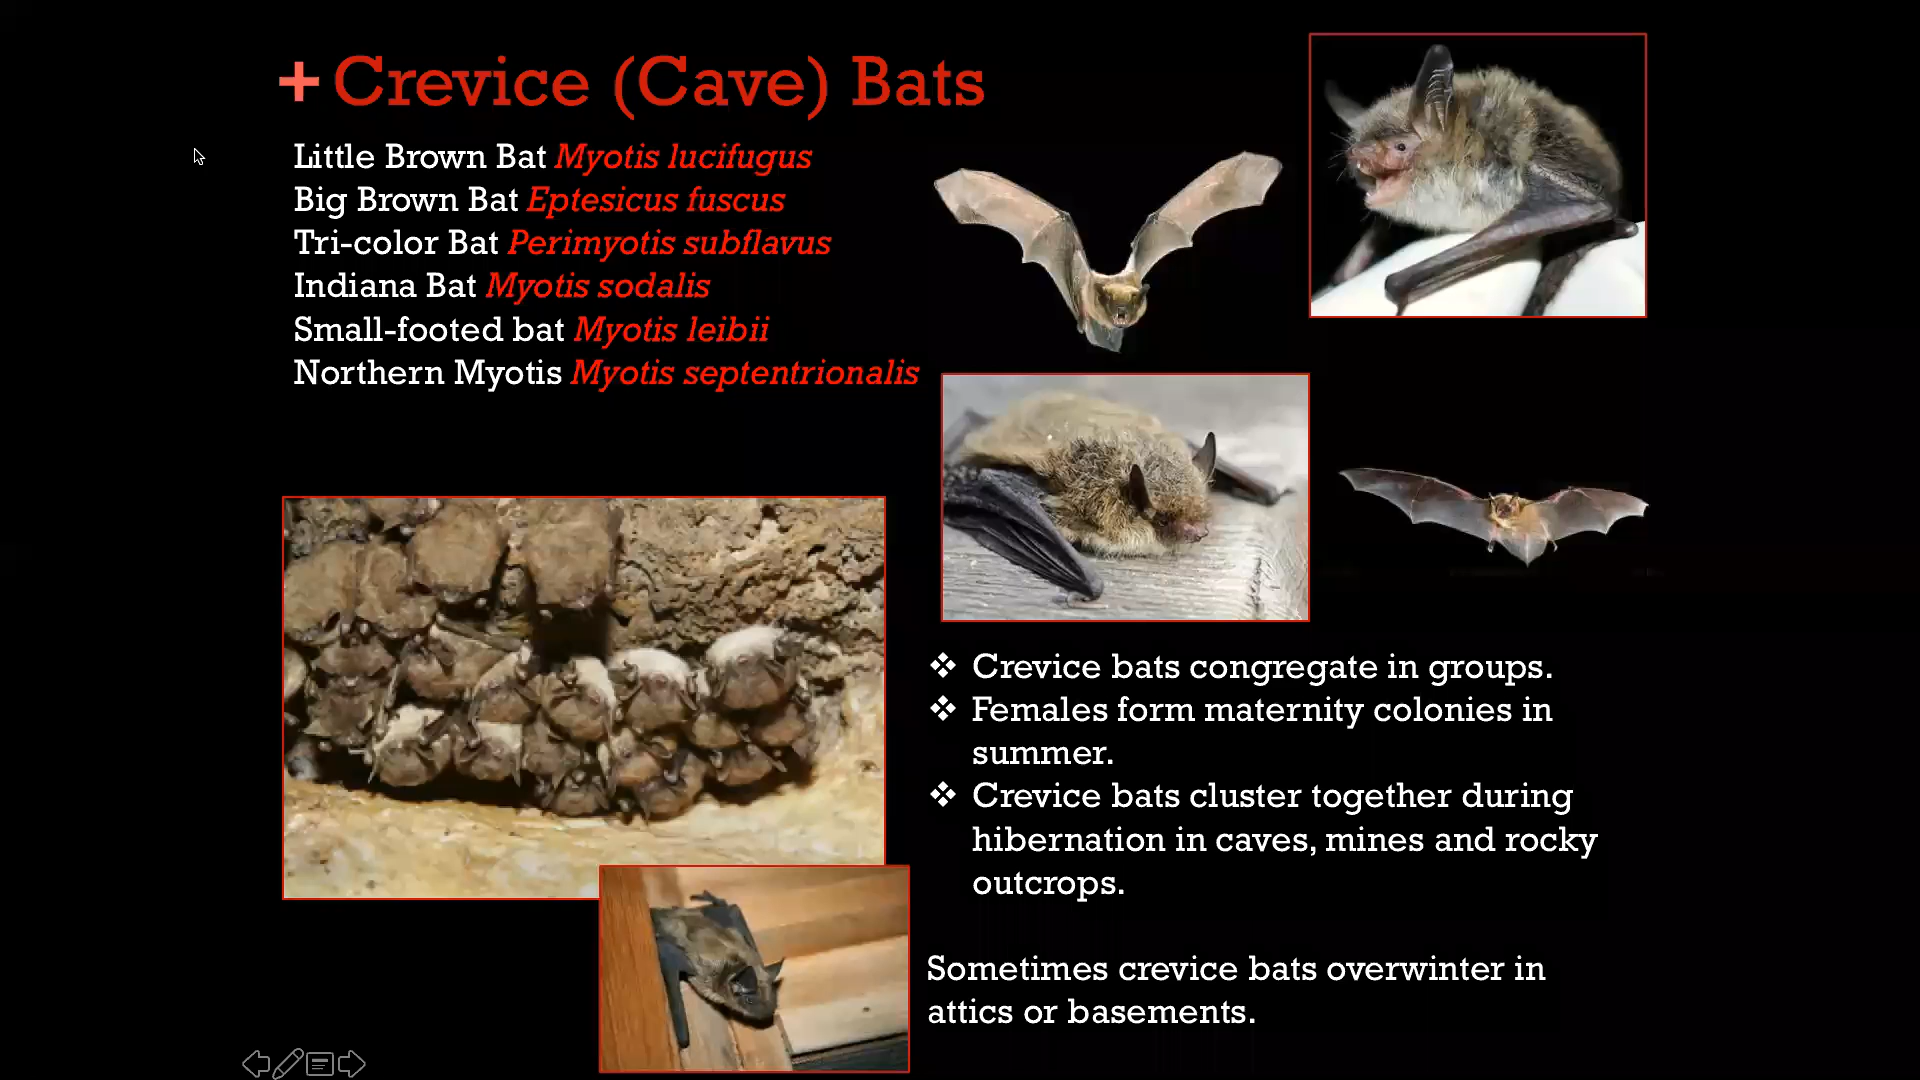 + Crevice (Cave) Bats
Little Brown Bat Myotis lucifugus
Big Brown Bat Eptesicus fuscus
Tri-color Bat Perimyotis subflavus
Indiana Bat Myotis sodalis
Small-footed bat Myotis leibii
Northern Myotis Myotis septentrionalis
❖ Crevice bats congregate in groups.
❖ Females form maternity colonies in
summer.
❖ Crevice bats cluster together during
hibernation in caves, mines and rocky
outcrops.
Sometimes crevice bats overwinter in
attics or basements.